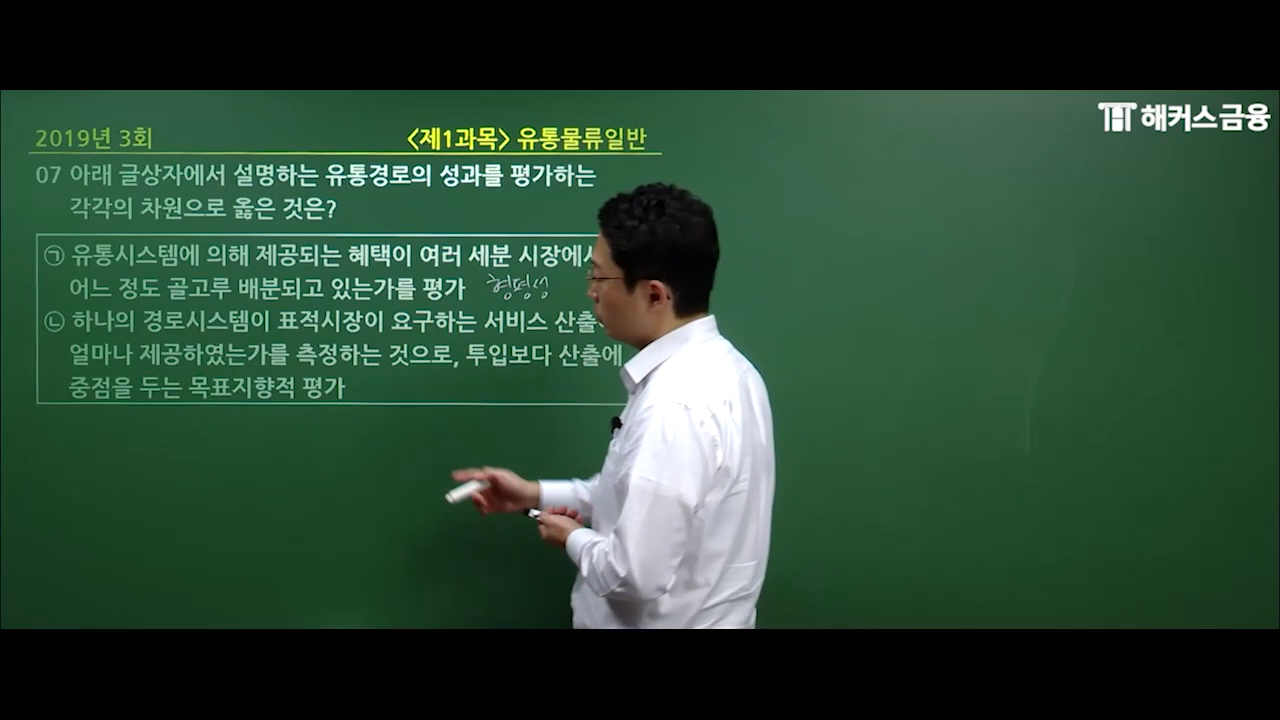 해커스금융
2019년 3회 <제1과목> 유통물류일반
07 아래 글상자에서 설명하는 유통경로의 성과를 평가하는
각각의 차원으로 옳은 것은?
㉠ 유통시스템에 의해 제공되는 혜택이 여러 세분 시장에서
어느 정도 골고루 배분되고 있는가를 평가 형평성
㉡ 하나의 경로시스템이 표적시장이 요구하는 서비스
얼마나 제공하였는가를 측정하는 것으로, 투입보다 산출에
중점을 두는 목표지향적 평가